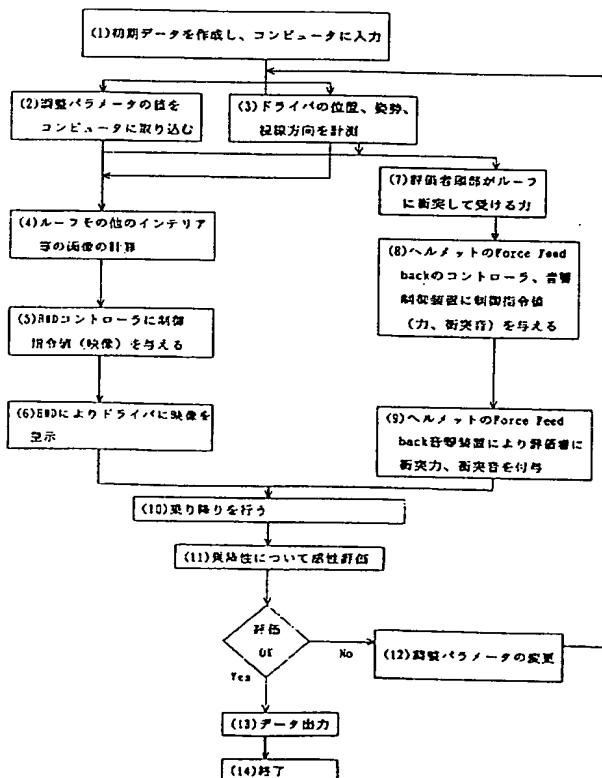 (1)初期データを作成し、コンピュータに入力
(2)調整パラメータの値を
コンピュータに取り込む
(3)ドライバの位置、姿勢、
視線方向を計測
(7)評価者頭部がルーフ
に衝突して受ける力
(4)ルーフその他のインテリア
等の画像の計算
(8)ヘルメットのForce Feed
backのコントローラ、音響
制御装置に制御指令値
(力、衝突音)を与える
(5)HMDコントローラに制御
指令値(映像)を与える
(6)HMDによりドライバに映像を
呈示
(9)ヘルメットのForce Feed
back音響装置により評価者に
衝突力、衝突音を付与
(10)乗り降りを行う
(11)について感性評価
評価
or
No
Yes
(12)調整パラメータの変更
(13)データ出力
(14)終了